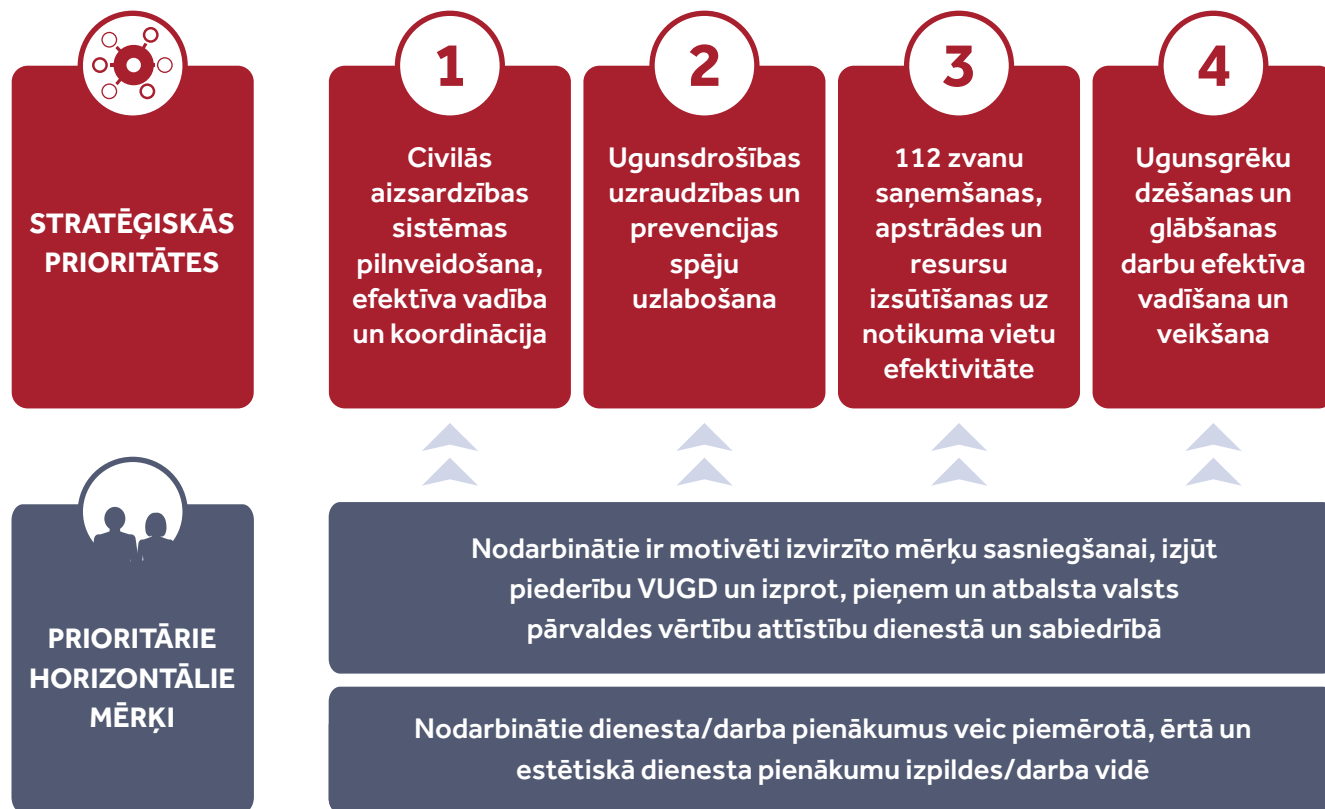 STRATĒĢISKĀS
PRIORITĀTES
1
Civilās
aizsardzības
sistēmas
pilnveidošana,
efektīva vadība
un koordinācija
2
Ugunsdrošības
uzraudzības un
prevencijas
spēju
uzlabošana
3
112 zvanu
saņemšanas,
apstrādes un
resursu
izsūtīšanas uz
notikuma vietu
efektivitāte
4
Ugunsgrēku
dzēšanas un
glābšanas
darbu efektīva
vadīšana un
veikšana
PRIORITĀRIE
HORIZONTĀLIE
MĒRĶI
Nodarbinātie ir motivēti izvirzīto mērķu sasniegšanai, izjūt
piederību VUGD un izprot, pieņem un atbalsta valsts
pārvaldes vērtību attīstību dienestā un sabiedrībā
Nodarbinātie dienesta/darba pienākumus veic piemērotā, ērtā un
estētiskā dienesta pienākumu izpildes/darba vidē